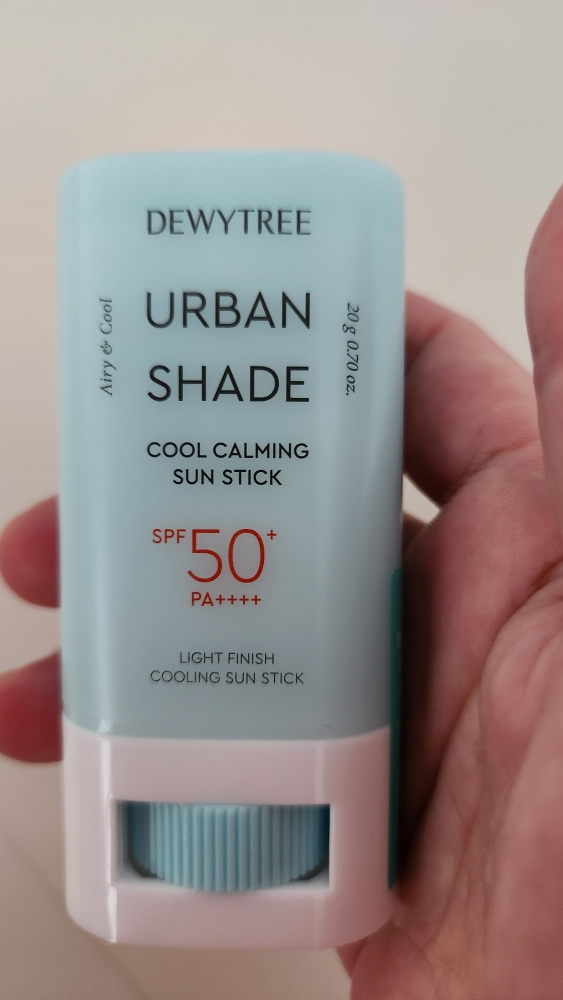 DEWYTREE
Airy & Cool
URBAN
SHADE
20 g 0.70 oz.
COOL CALMING
SUN STICK
SPF 50+
PA++++
LIGHT FINISH
COOLING SUN STICK